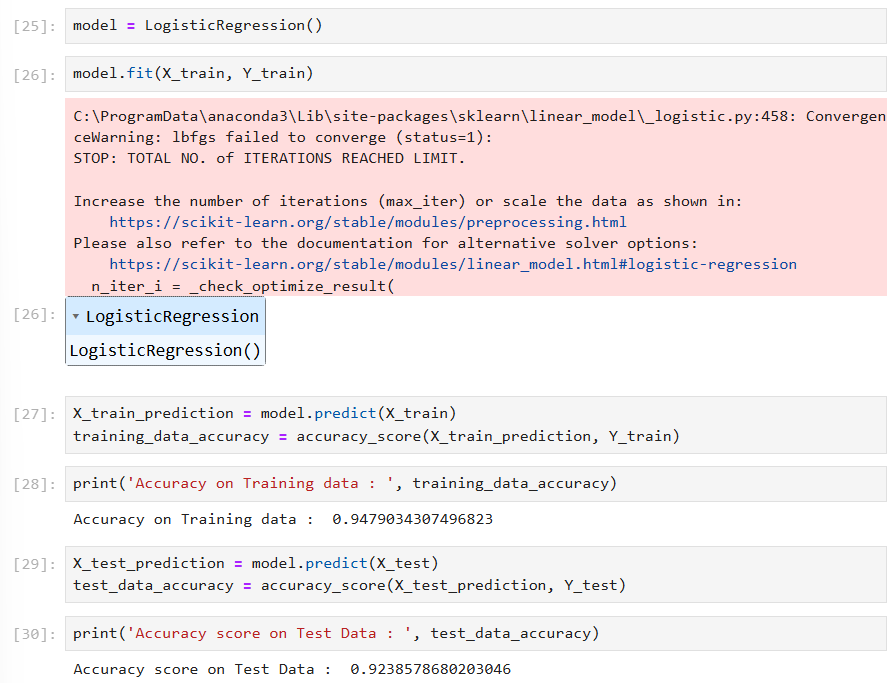 [25]: model = LogisticRegression()
[26]: model.fit(X_train, Y_train)
C:\ProgramData\anaconda3\Lib\site-packages\sklearn\linear_model\_logistic.py:458: Convergen
ceWarning: lbfgs failed to converge (status=1):
STOP: TOTAL NO. of ITERATIONS REACHED LIMIT.

Increase the number of iterations (max_iter) or scale the data as shown in:
    https://scikit-learn.org/stable/modules/preprocessing.html
Please also refer to the documentation for alternative solver options:
    https://scikit-learn.org/stable/modules/linear_model.html#logistic-regression
  n_iter_i = _check_optimize_result(
[26]: ▾ LogisticRegression
LogisticRegression()
[27]: X_train_prediction = model.predict(X_train)
training_data_accuracy = accuracy_score(X_train_prediction, Y_train)
[28]: print('Accuracy on Training data : ', training_data_accuracy)
Accuracy on Training data :  0.9479034307496823
[29]: X_test_prediction = model.predict(X_test)
test_data_accuracy = accuracy_score(X_test_prediction, Y_test)
[30]: print('Accuracy score on Test Data : ', test_data_accuracy)
Accuracy score on Test Data :  0.9238578680203046